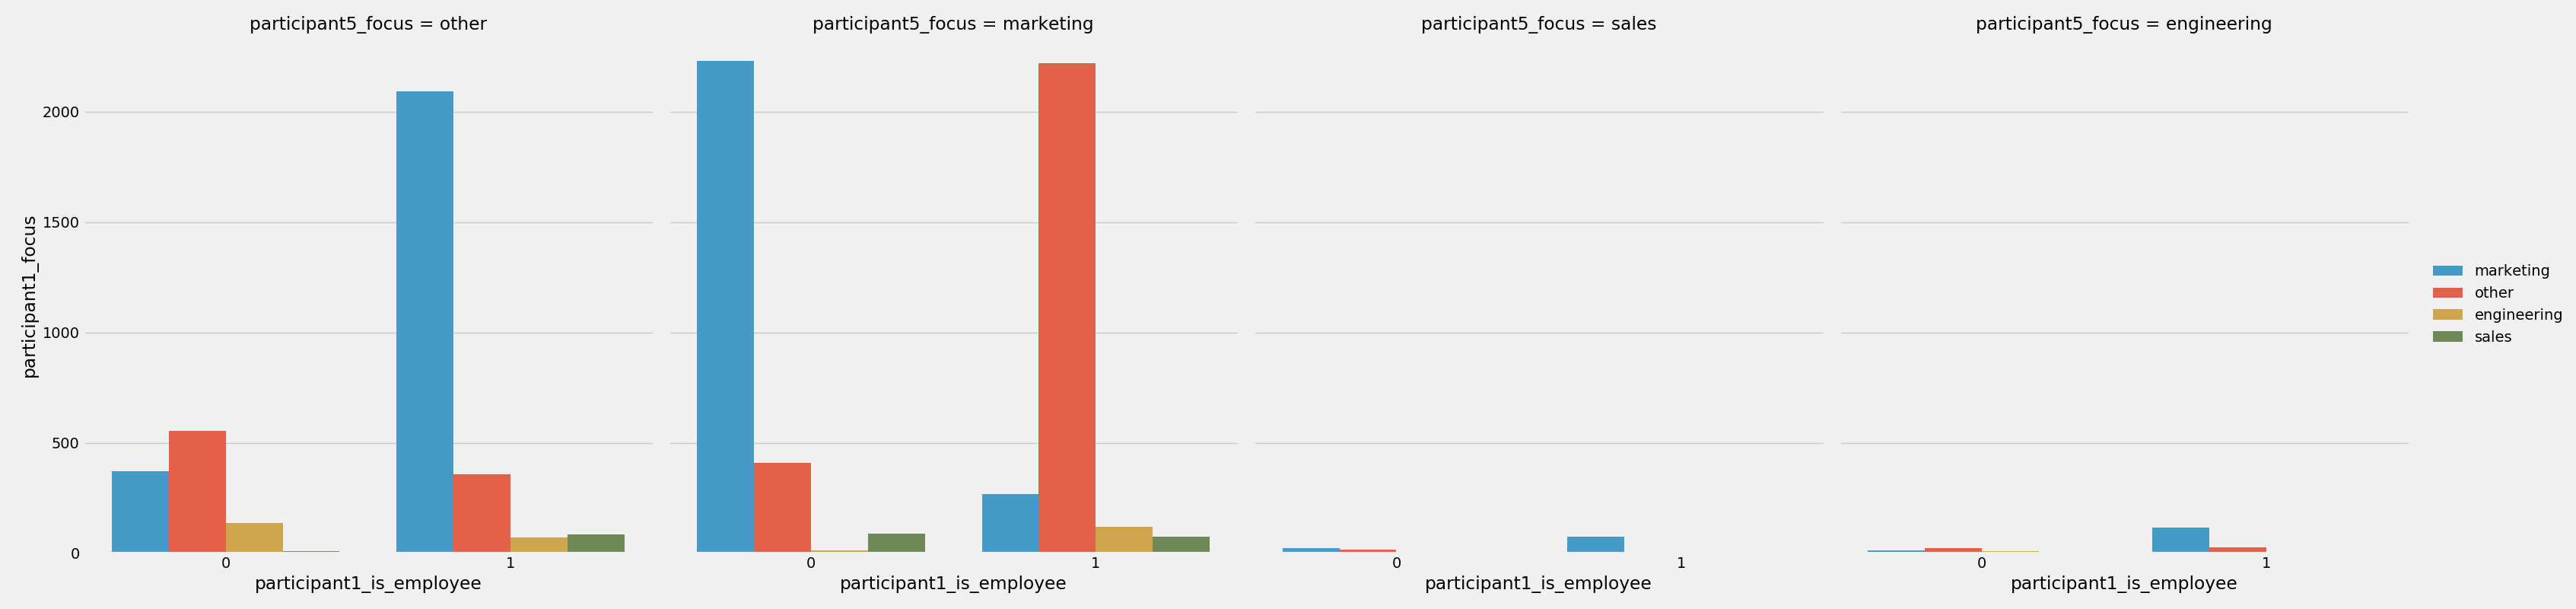 participant5_focus = other
participant5_focus = marketing
participant5_focus = sales
participant5_focus = engineering
participant1_focus
2000
1500
1000
500
0
0 1
0 1
0 1
0 1
participant1_is_employee
participant1_is_employee
participant1_is_employee
participant1_is_employee
marketing
other
engineering
sales